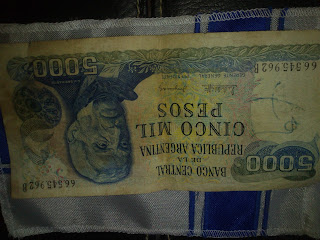 5000
BANCO CENTRAL
DE LA
REPUBLICA ARGENTINA
CINCO MIL
PESOS
5000